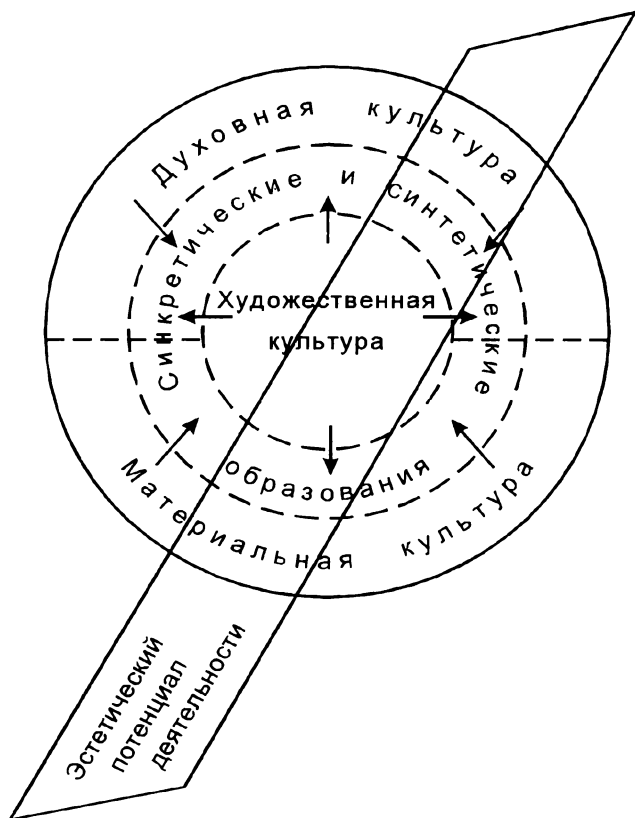 Духовная культура
Синкретические и синтетические
Художественная
культура
образования
Материальная культура
Эстетический
потенциал
деятельности